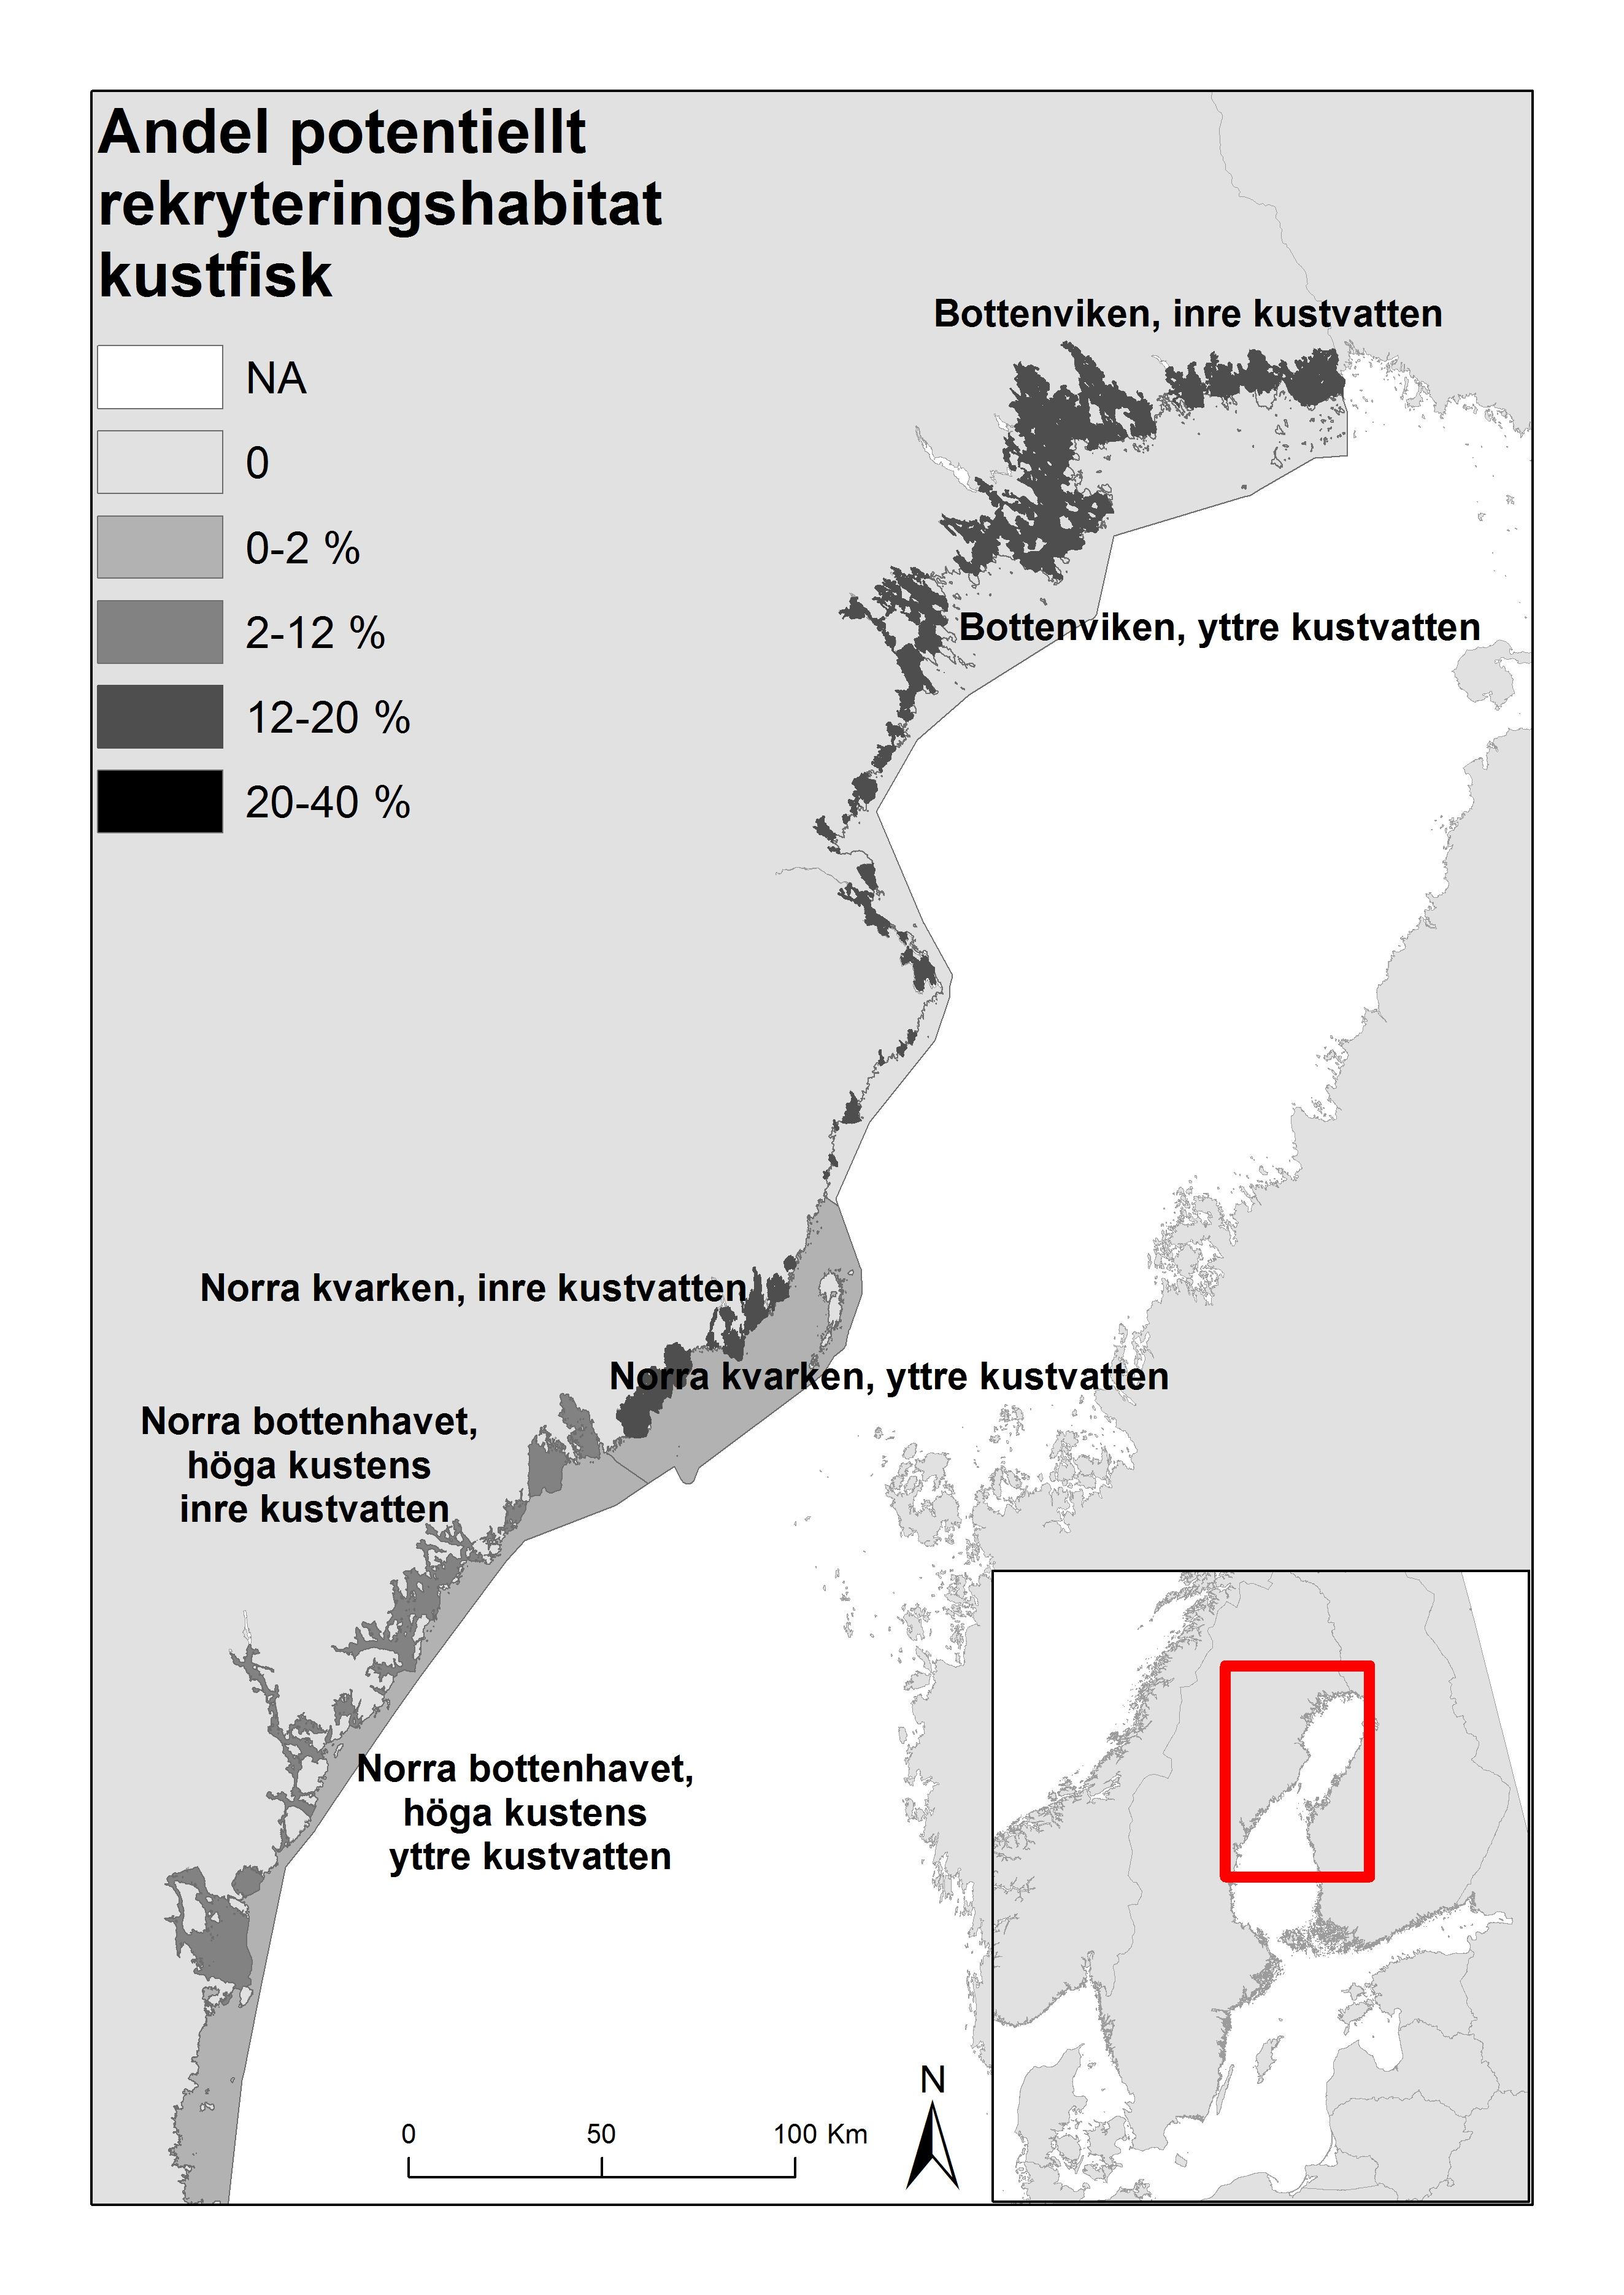 Andel potentiellt
rekryteringshabitat
kustfisk
NA
0
0-2 %
2-12 %
12-20 %
20-40 %
Bottenviken, inre kustvatten
Bottenviken, yttre kustvatten
Norra kvarken, inre kustvatten
Norra kvarken, yttre kustvatten
Norra bottenhavet,
höga kustens
inre kustvatten
Norra bottenhavet,
höga kustens
yttre kustvatten
0 50 100 Km
N